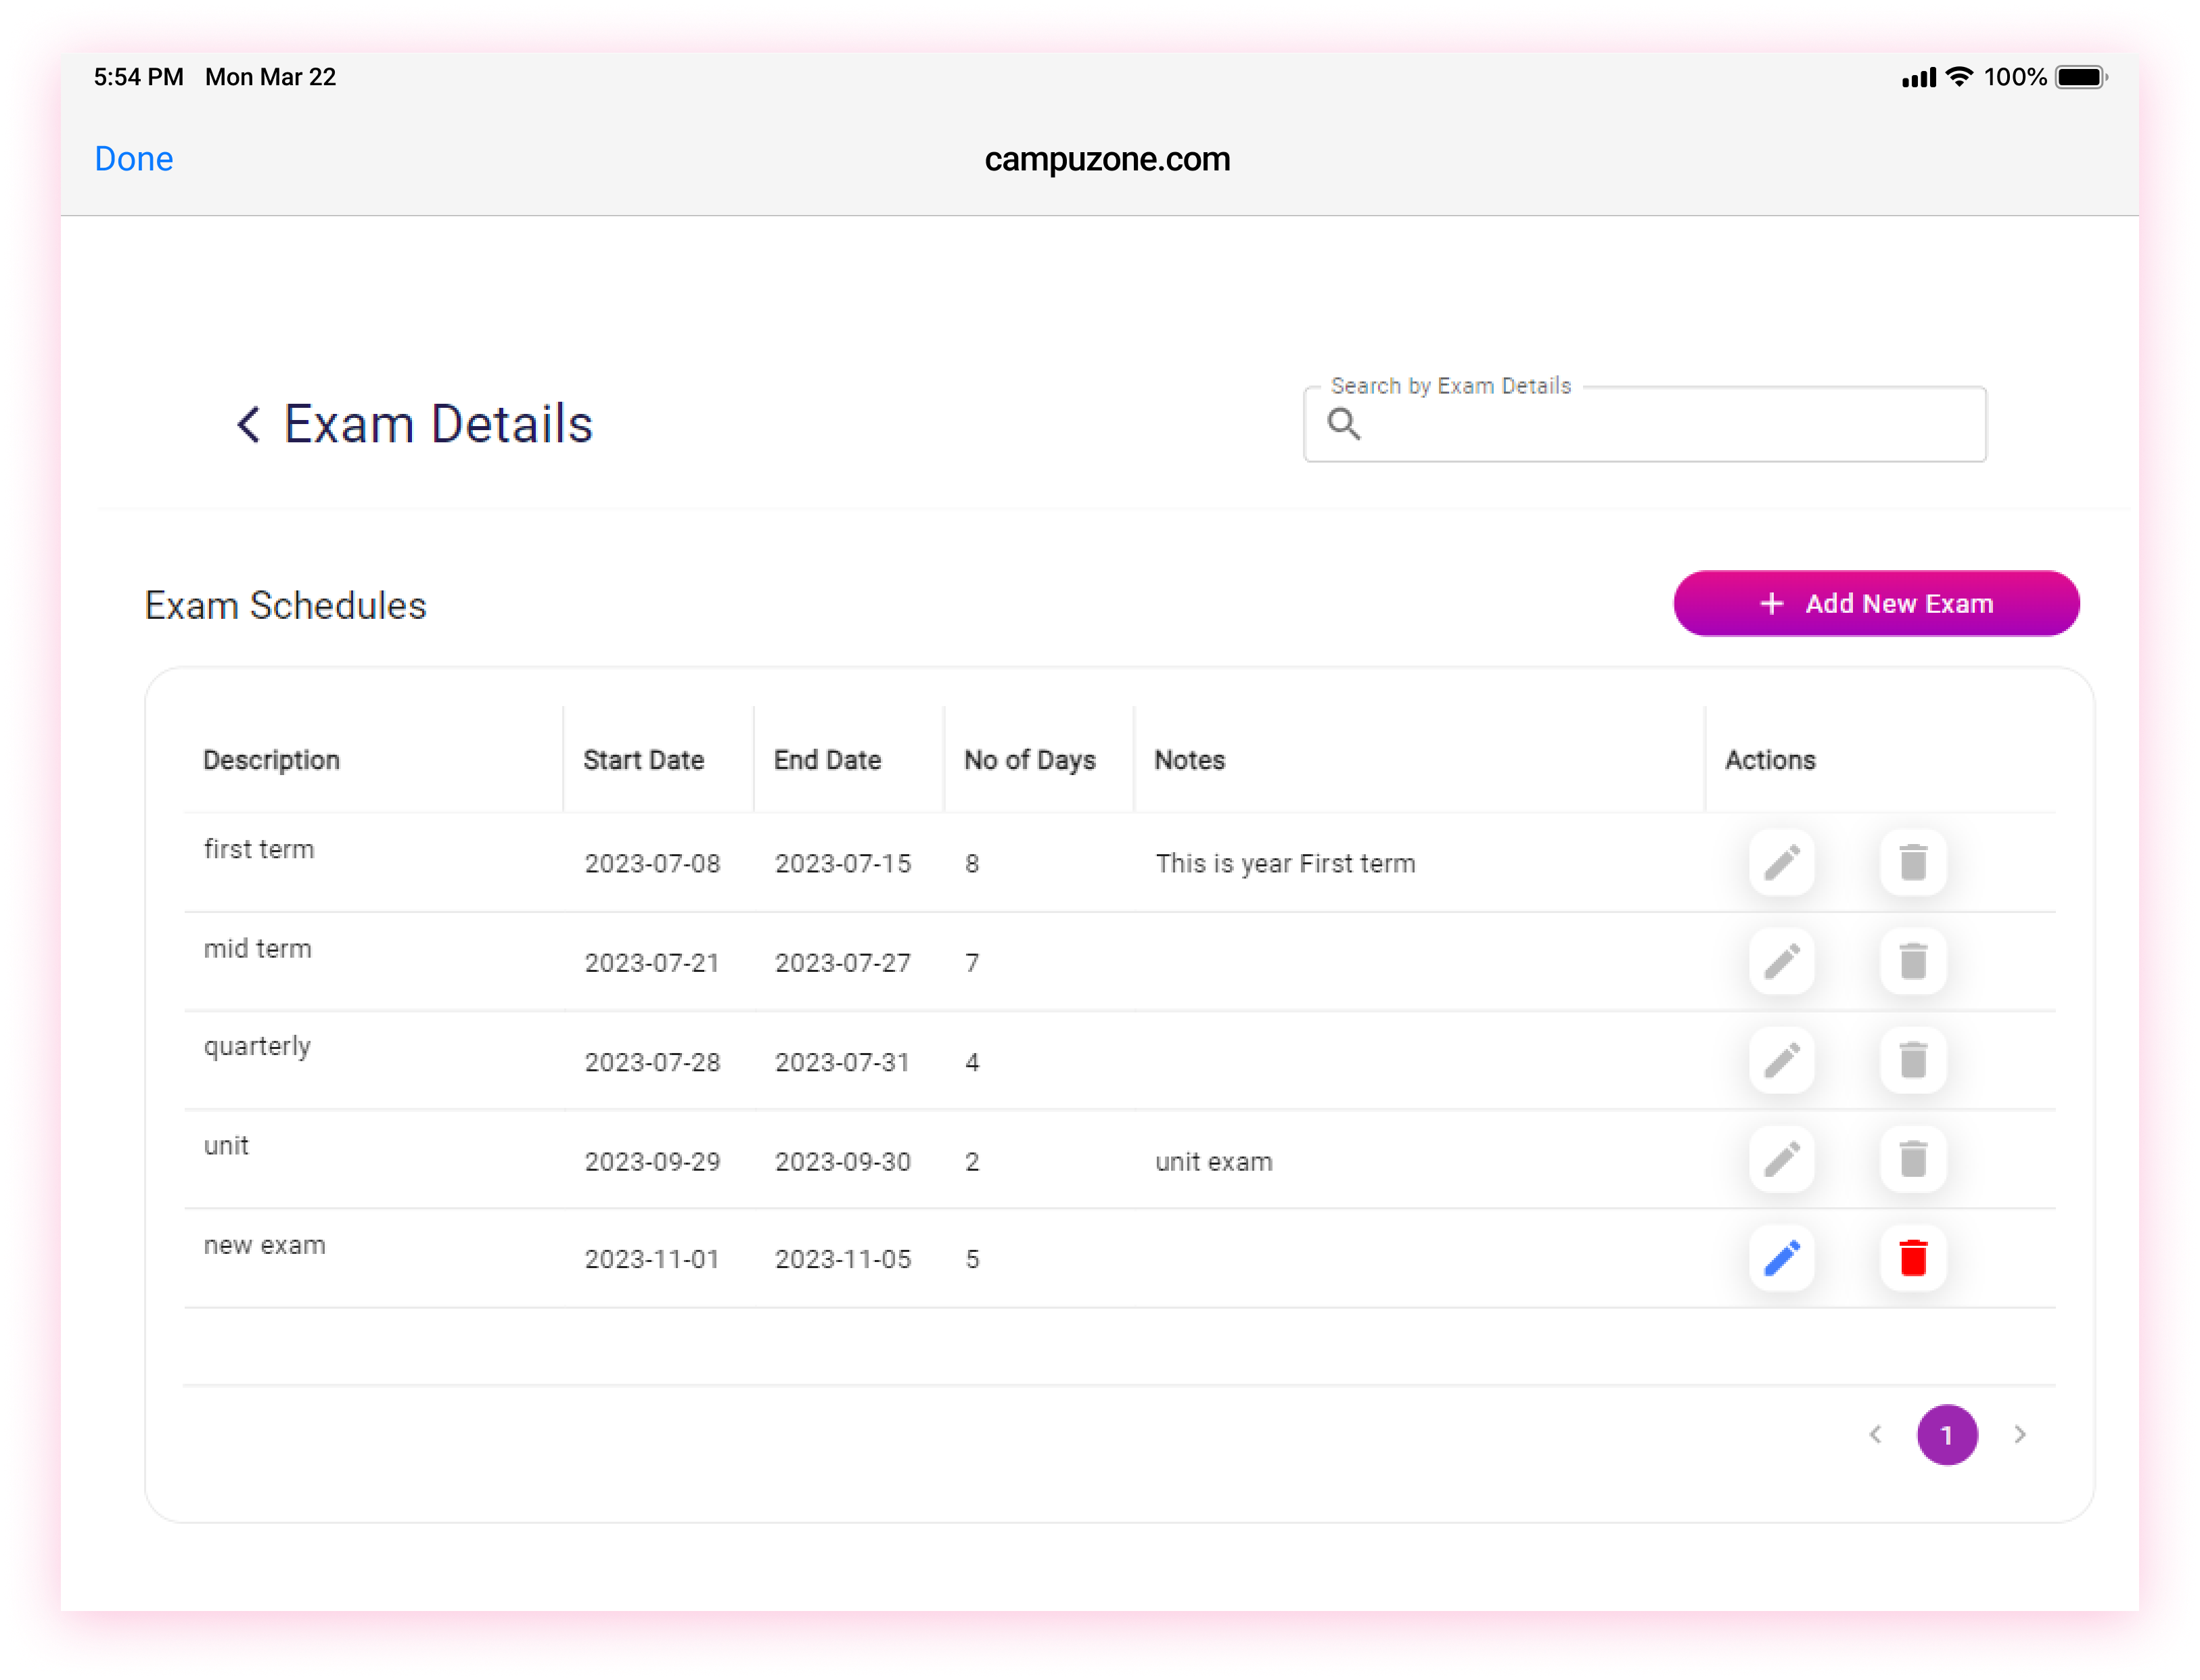 5:54 PM Mon Mar 22 100%
Done campuzone.com
Exam Details
Search by Exam Details
Exam Schedules
+ Add New Exam
Description Start Date End Date No of Days Notes Actions
first term 2023-07-08 2023-07-15 8 This is year First term
mid term 2023-07-21 2023-07-27 7
quarterly 2023-07-28 2023-07-31 4
unit 2023-09-29 2023-09-30 2 unit exam
new exam 2023-11-01 2023-11-05 5
1